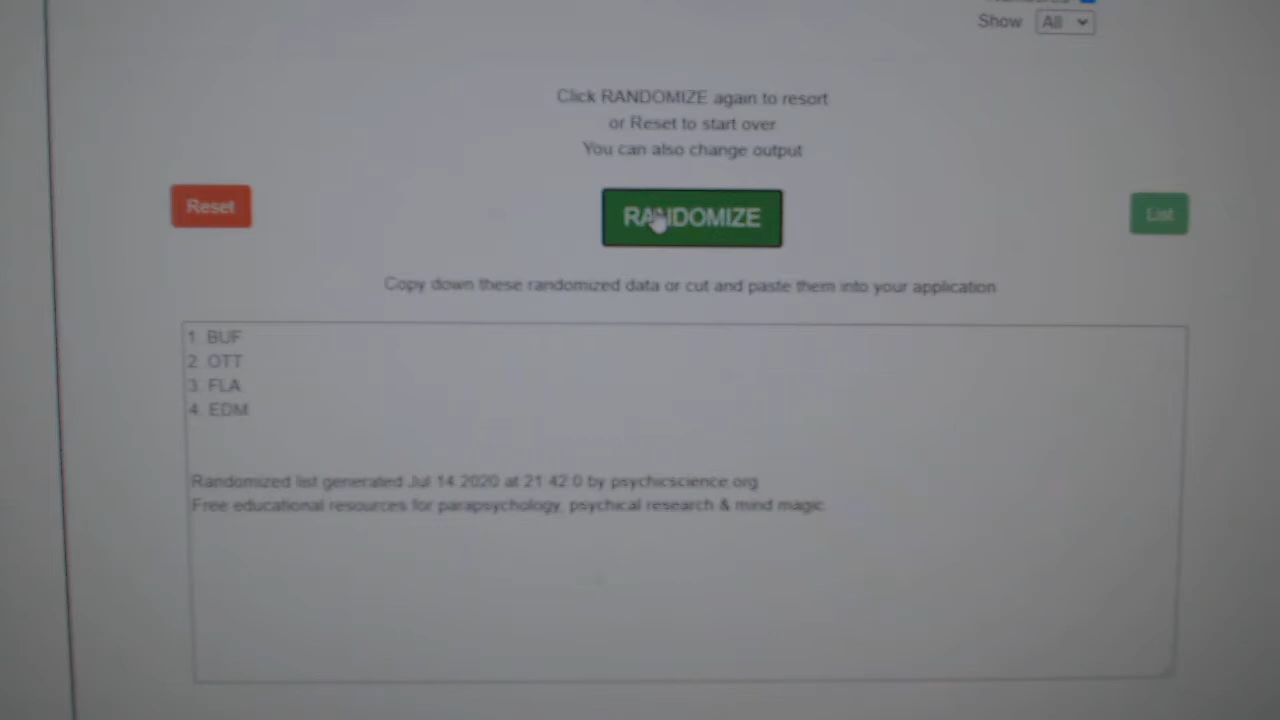 Show All
Click RANDOMIZE again to resort
or Reset to start over
You can also change output
Reset
RANDOMIZE
List
Copy down these randomized data or cut and paste them into your application
1. BUF
2. OTT
3. FLA
4. EDM
Randomized list generated Jul 14 2020 at 21:42:0 by psychicscience.org
Free educational resources for parapsychology, psychical research & mind magic.